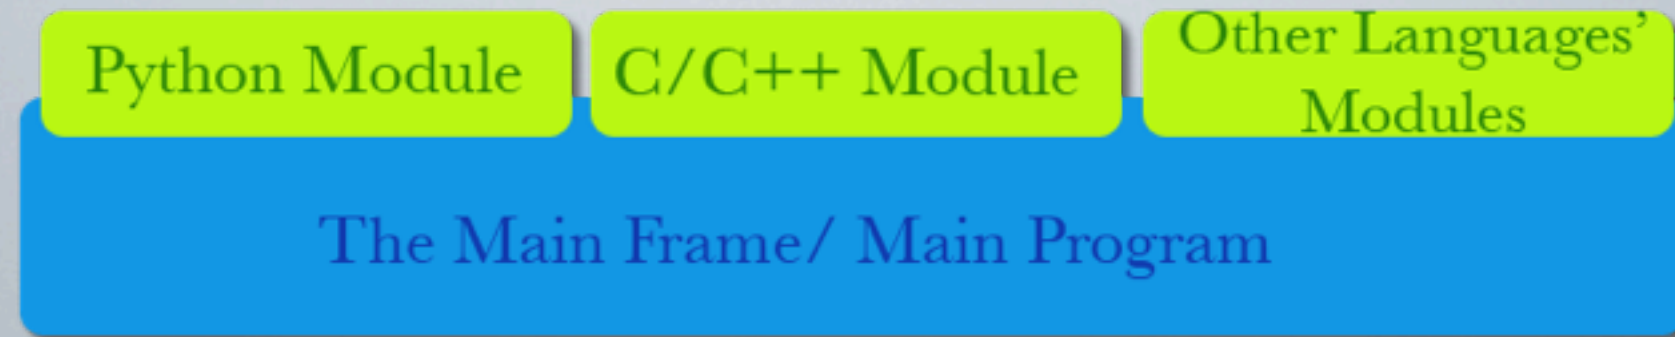 Python Module
C/C++ Module
Other Languages’
Modules
The Main Frame/ Main Program